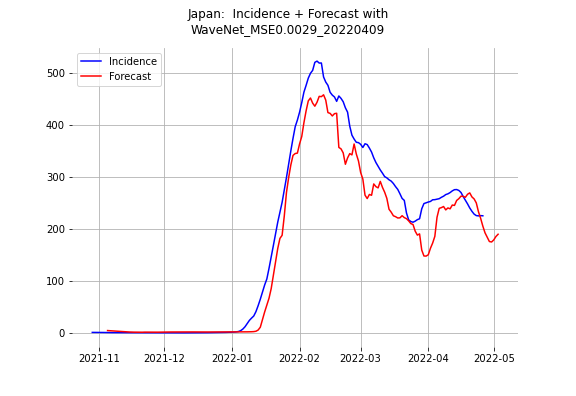 Japan:  Incidence + Forecast with
WaveNet_MSE0.0029_20220409
Incidence
Forecast
500
400
300
200
100
0
2021-11 2021-12 2022-01 2022-02 2022-03 2022-04 2022-05